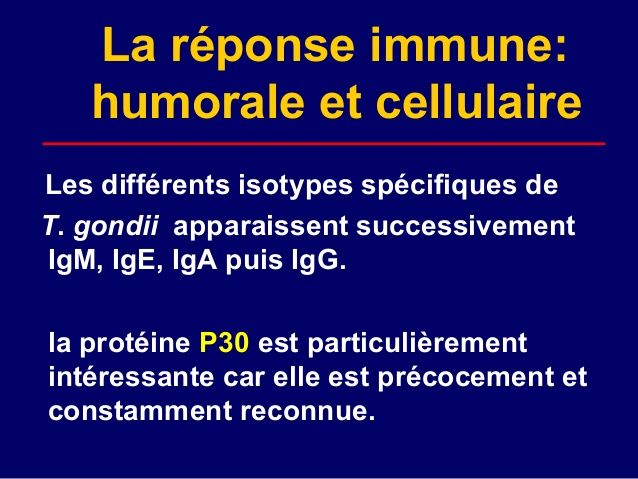 La réponse immune:
humorale et cellulaire
Les différents isotypes spécifiques de
T. gondii apparaissent successivement
IgM, IgE, IgA puis IgG.
la protéine P30 est particulièrement
intéressante car elle est précocement et
constamment reconnue.